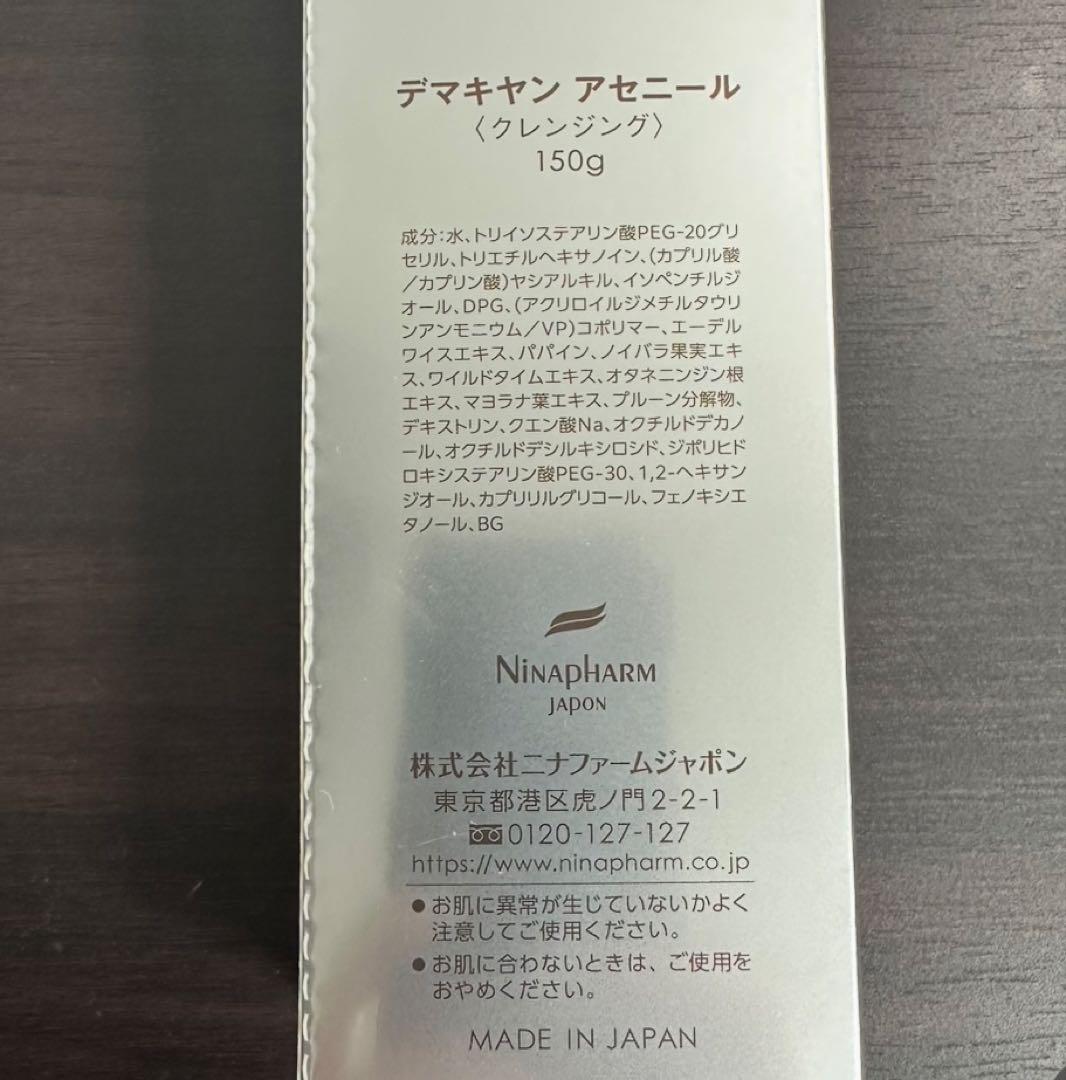 デマキヤン アセニール
〈クレンジング〉
150g
成分:水、トリイソステアリン酸PEG-20グリ
セリル、トリエチルヘキサノイン、(カプリル酸
/カプリン酸)ヤシアルキル、イソペンチルジ
オール、DPG、(アクリロイルジメチルタウリ
ンアンモニウム/VP)コポリマー、エーデル
ワイスエキス、パパイン、ノイバラ果実エキ
ス、ワイルドタイムエキス、オタネニンジン根
エキス、マヨラナ葉エキス、プルーン分解物、
デキストリン、クエン酸Na、オクチルドデカノ
ール、オクチルドデシルキシロシド、ジポリヒド
ロキシステアリン酸PEG-30、1,2-ヘキサン
ジオール、カプリリルグリコール、フェノキシエ
タノール、BG
NINAPHARM
JAPON
株式会社ニナファームジャポン
東京都港区虎ノ門2-2-1
0120-127-127
https://www.ninapharm.co.jp
●お肌に異常が生じていないかよく
注意してご使用ください。
●お肌に合わないときは、ご使用を
おやめください。
MADE IN JAPAN